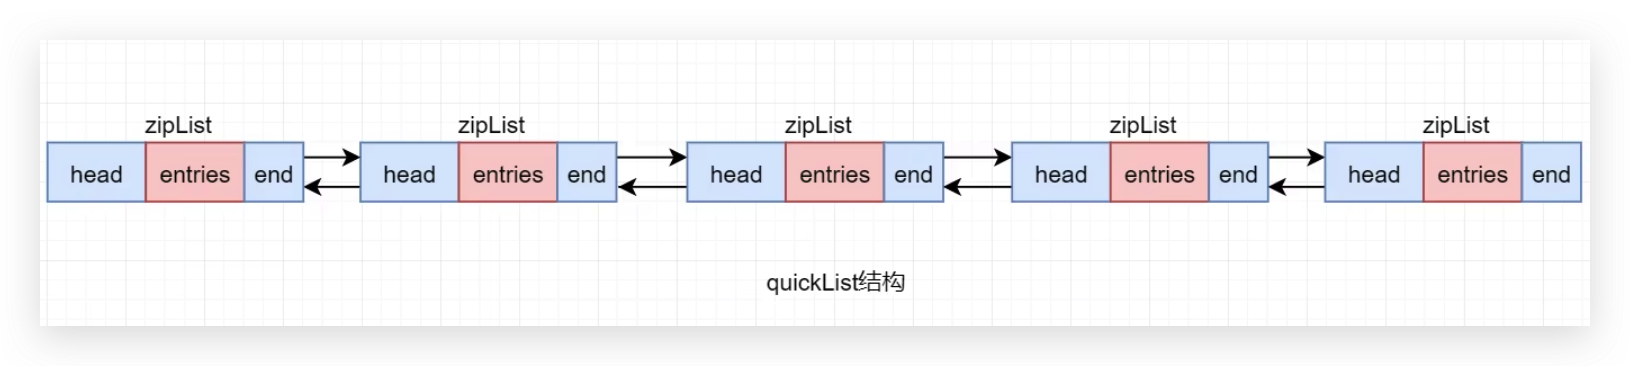 zipList zipList zipList zipList zipList
head entries end head entries end head entries end head entries end head entries end
quickList结构